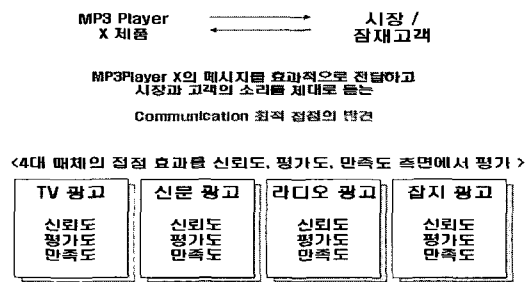 MP3 Player 시장 /
X 제품 잠재고객
MP3Player X의 메시지를 효과적으로 전달하고
시장과 고객의 소리를 제대로 듣는
Communication 최적 접점의 발견
<4대 매체의 접점 효과를 신뢰도, 평가도, 만족도 측면에서 평가>
TV 광고 신문 광고 라디오 광고 잡지 광고
신뢰도 신뢰도 신뢰도 신뢰도
평가도 평가도 평가도 평가도
만족도 만족도 만족도 만족도